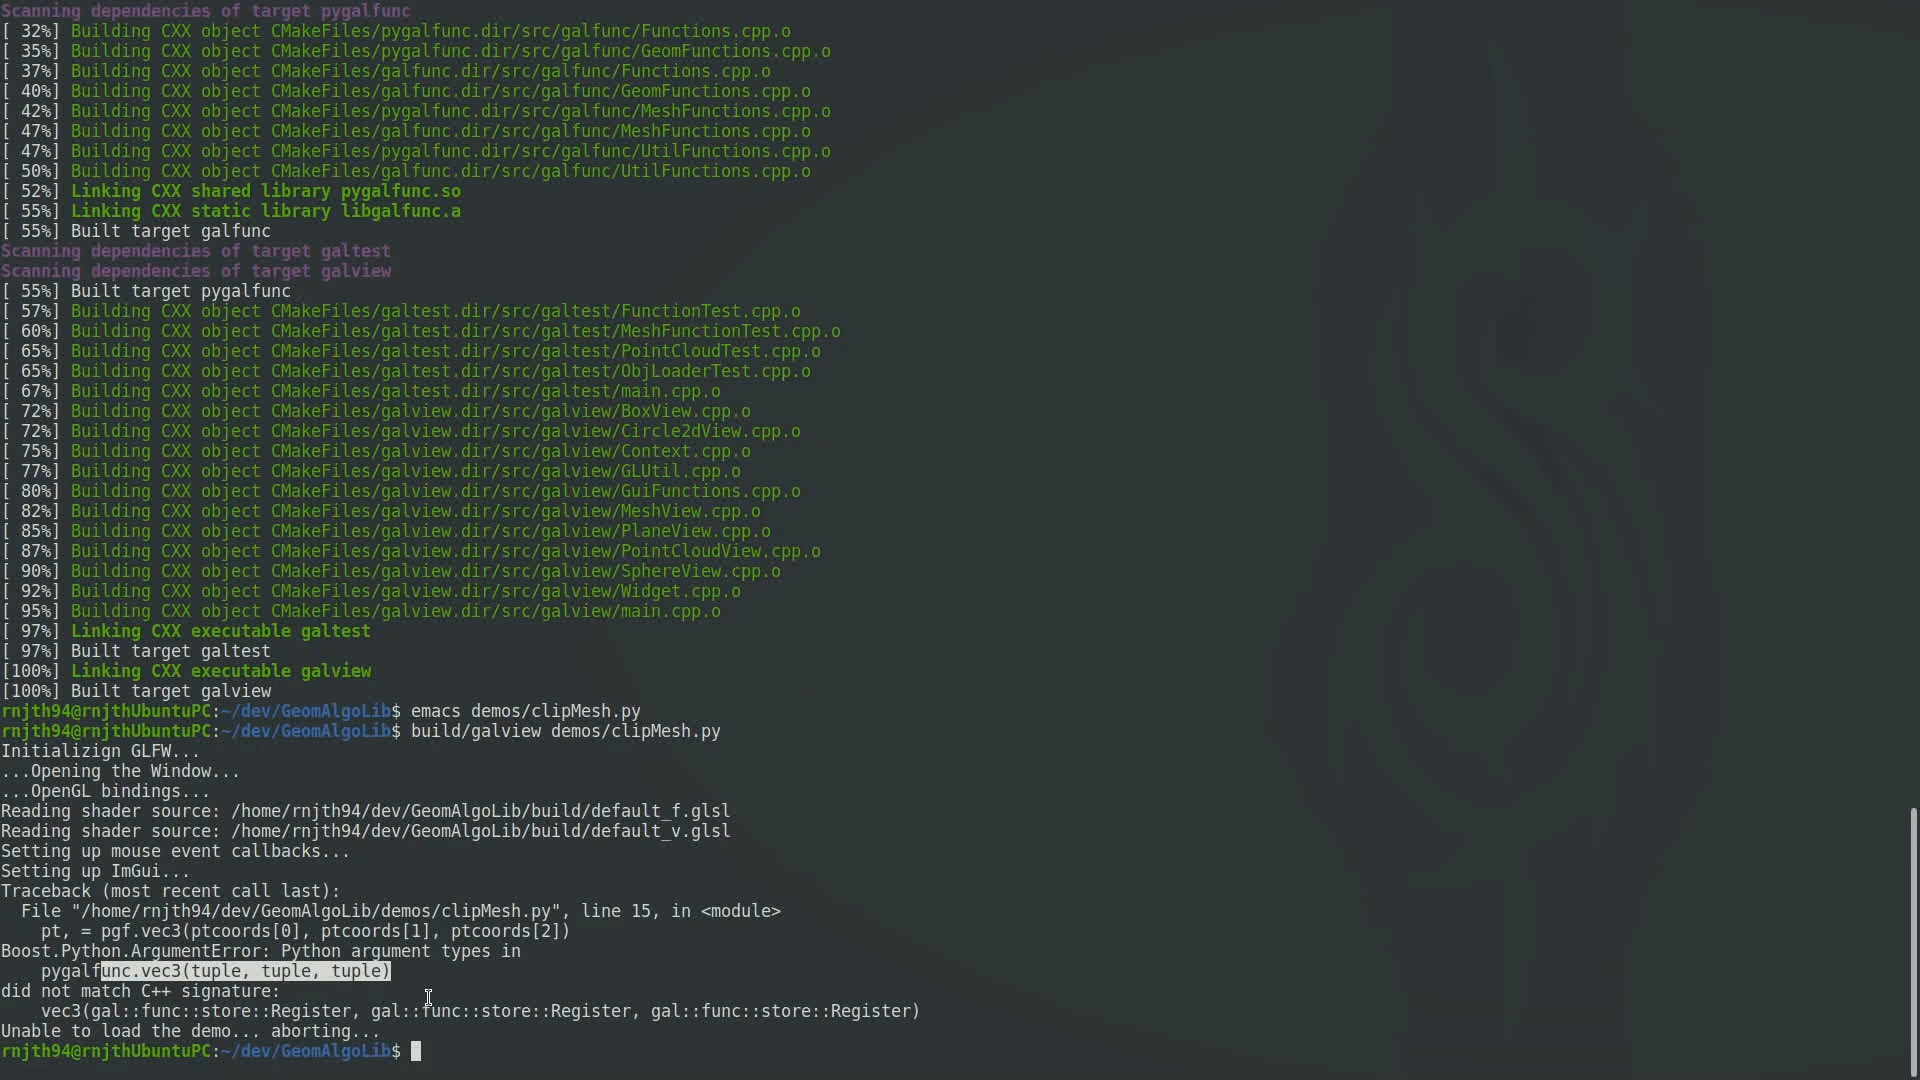 Scanning dependencies of target pygalfunc
[ 32%] Building CXX object CMakeFiles/pygalfunc.dir/src/galfunc/Functions.cpp.o
[ 35%] Building CXX object CMakeFiles/pygalfunc.dir/src/galfunc/GeomFunctions.cpp.o
[ 37%] Building CXX object CMakeFiles/galfunc.dir/src/galfunc/Functions.cpp.o
[ 40%] Building CXX object CMakeFiles/galfunc.dir/src/galfunc/GeomFunctions.cpp.o
[ 42%] Building CXX object CMakeFiles/pygalfunc.dir/src/galfunc/MeshFunctions.cpp.o
[ 47%] Building CXX object CMakeFiles/galfunc.dir/src/galfunc/MeshFunctions.cpp.o
[ 47%] Building CXX object CMakeFiles/pygalfunc.dir/src/galfunc/UtilFunctions.cpp.o
[ 50%] Building CXX object CMakeFiles/galfunc.dir/src/galfunc/UtilFunctions.cpp.o
[ 52%] Linking CXX shared library pygalfunc.so
[ 55%] Linking CXX static library libgalfunc.a
[ 55%] Built target galfunc
Scanning dependencies of target galtest
Scanning dependencies of target galview
[ 55%] Built target pygalfunc
[ 57%] Building CXX object CMakeFiles/galtest.dir/src/galtest/FunctionTest.cpp.o
[ 60%] Building CXX object CMakeFiles/galtest.dir/src/galtest/MeshFunctionTest.cpp.o
[ 65%] Building CXX object CMakeFiles/galtest.dir/src/galtest/PointCloudTest.cpp.o
[ 65%] Building CXX object CMakeFiles/galtest.dir/src/galtest/ObjLoaderTest.cpp.o
[ 67%] Building CXX object CMakeFiles/galtest.dir/src/galtest/main.cpp.o
[ 72%] Building CXX object CMakeFiles/galview.dir/src/galview/BoxView.cpp.o
[ 72%] Building CXX object CMakeFiles/galview.dir/src/galview/Circle2dView.cpp.o
[ 75%] Building CXX object CMakeFiles/galview.dir/src/galview/Context.cpp.o
[ 77%] Building CXX object CMakeFiles/galview.dir/src/galview/GLUtil.cpp.o
[ 80%] Building CXX object CMakeFiles/galview.dir/src/galview/GuiFunctions.cpp.o
[ 82%] Building CXX object CMakeFiles/galview.dir/src/galview/MeshView.cpp.o
[ 85%] Building CXX object CMakeFiles/galview.dir/src/galview/PlaneView.cpp.o
[ 87%] Building CXX object CMakeFiles/galview.dir/src/galview/PointCloudView.cpp.o
[ 90%] Building CXX object CMakeFiles/galview.dir/src/galview/SphereView.cpp.o
[ 92%] Building CXX object CMakeFiles/galview.dir/src/galview/Widget.cpp.o
[ 95%] Building CXX object CMakeFiles/galview.dir/src/galview/main.cpp.o
[ 97%] Linking CXX executable galtest
[ 97%] Built target galtest
[100%] Linking CXX executable galview
[100%] Built target galview
rnjth94@rnjthUbuntuPC:~/dev/GeomAlgoLib$ emacs demos/clipMesh.py
rnjth94@rnjthUbuntuPC:~/dev/GeomAlgoLib$ build/galview demos/clipMesh.py
Initializign GLFW...
...Opening the Window...
...OpenGL bindings...
Reading shader source: /home/rnjth94/dev/GeomAlgoLib/build/default_f.glsl
Reading shader source: /home/rnjth94/dev/GeomAlgoLib/build/default_v.glsl
Setting up mouse event callbacks...
Setting up ImGui...
Traceback (most recent call last):
  File "/home/rnjth94/dev/GeomAlgoLib/demos/clipMesh.py", line 15, in <module>
    pt, = pgf.vec3(ptcoords[0], ptcoords[1], ptcoords[2])
Boost.Python.ArgumentError: Python argument types in
    pygalfunc.vec3(tuple, tuple, tuple)
did not match C++ signature:
    vec3(gal::func::store::Register, gal::func::store::Register, gal::func::store::Register)
Unable to load the demo... aborting...
rnjth94@rnjthUbuntuPC:~/dev/GeomAlgoLib$